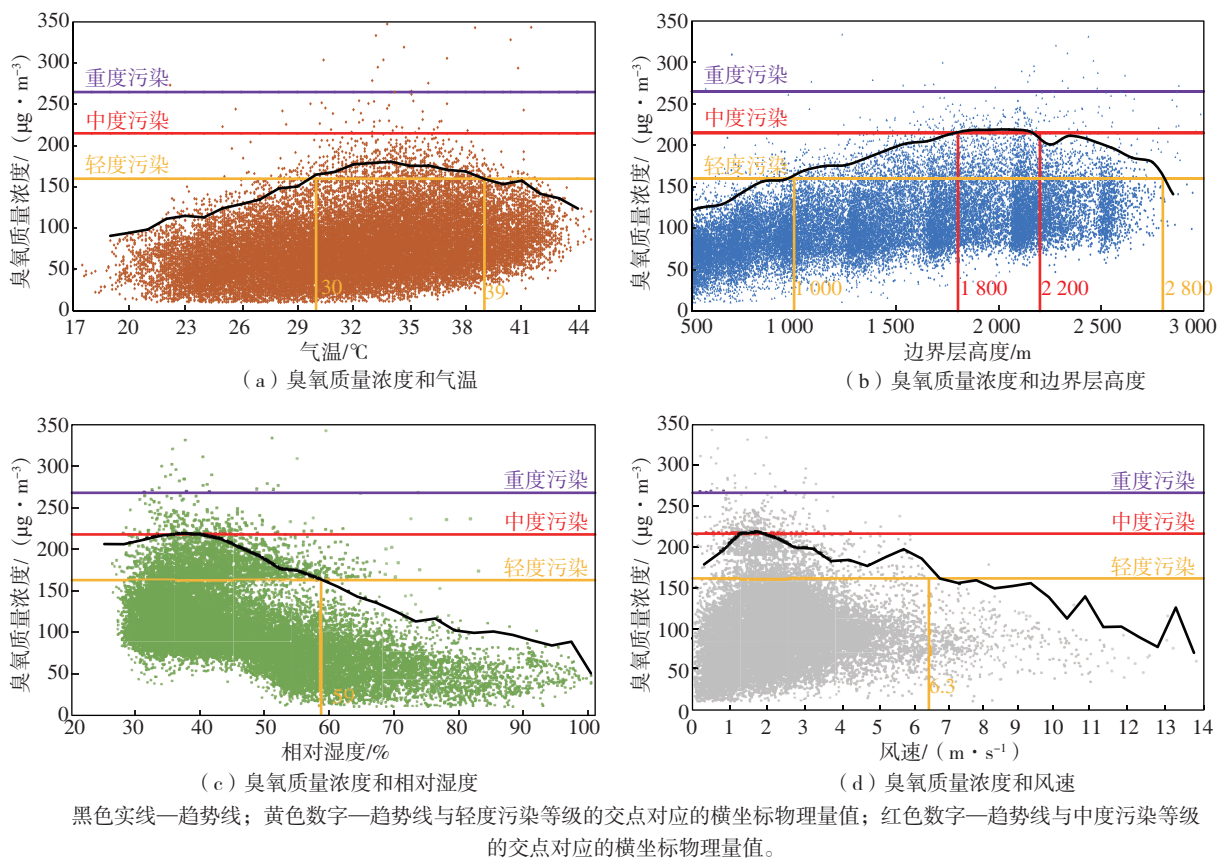 350
300
250
200
150
100
50
0
臭氧质量浓度/（μg·m⁻³）
重度污染
中度污染
轻度污染
30
39
17 20 23 26 29 32 35 38 41 44
气温/℃
（a）臭氧质量浓度和气温
350
300
250
200
150
100
50
0
臭氧质量浓度/（μg·m⁻³）
重度污染
中度污染
轻度污染
1 000
1 800
2 200
2 800
500 1 000 1 500 2 000 2 500 3 000
边界层高度/m
（b）臭氧质量浓度和边界层高度
350
300
250
200
150
100
50
0
臭氧质量浓度/（μg·m⁻³）
重度污染
中度污染
轻度污染
59
20 30 40 50 60 70 80 90 100
相对湿度/%
（c）臭氧质量浓度和相对湿度
350
300
250
200
150
100
50
0
臭氧质量浓度/（μg·m⁻³）
重度污染
中度污染
轻度污染
6.3
0 1 2 3 4 5 6 7 8 9 10 11 12 13 14
风速/（m·s⁻¹）
（d）臭氧质量浓度和风速
黑色实线—趋势线；黄色数字—趋势线与轻度污染等级的交点对应的横坐标物理量值；红色数字—趋势线与中度污染等级
的交点对应的横坐标物理量值。